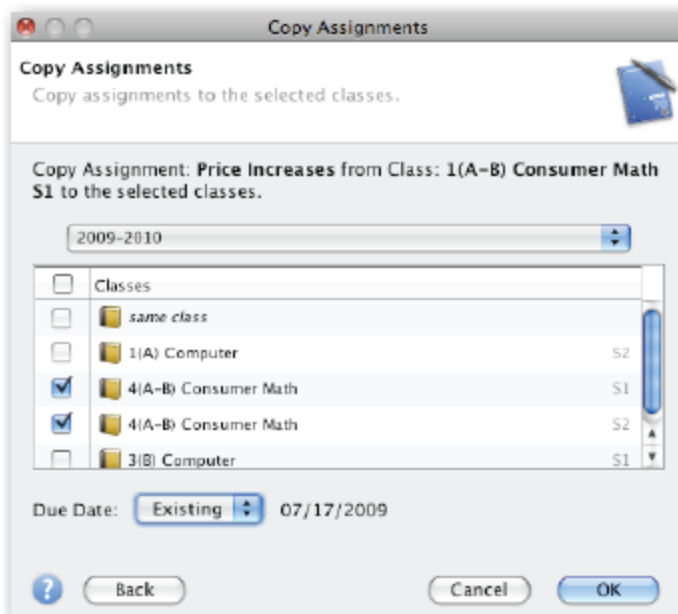 Copy Assignments
Copy Assignments
Copy assignments to the selected classes.
Copy Assignment: Price Increases from Class: 1(A-B) Consumer Math
S1 to the selected classes.
2009-2010
Classes
same class
1(A) Computer S2
4(A-B) Consumer Math S1
4(A-B) Consumer Math S2
3(B) Computer S1
Due Date: Existing 07/17/2009
? Back Cancel OK